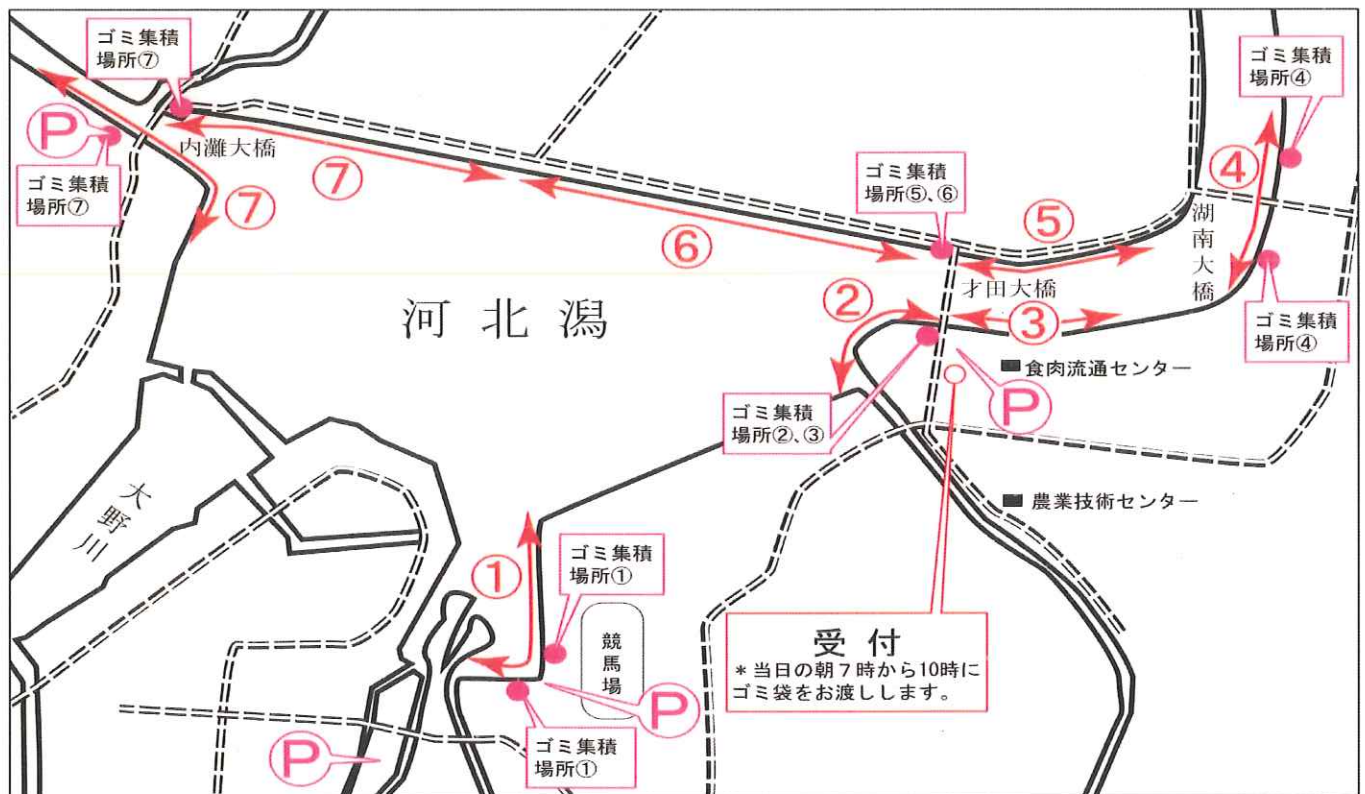 ゴミ集積
場所⑦
P
ゴミ集積
場所⑦
内灘大橋
⑦
⑦
⑥
ゴミ集積
場所⑤、⑥
⑤
ゴミ集積
場所④
④
湖南大橋
ゴミ集積
場所④
才田大橋
②
③
河北潟
■食肉流通センター
P
ゴミ集積
場所②、③
■農業技術センター
大野川
①
ゴミ集積
場所①
競馬場
P
ゴミ集積
場所①
P
受付
*当日の朝7時から10時に
ゴミ袋をお渡しします。